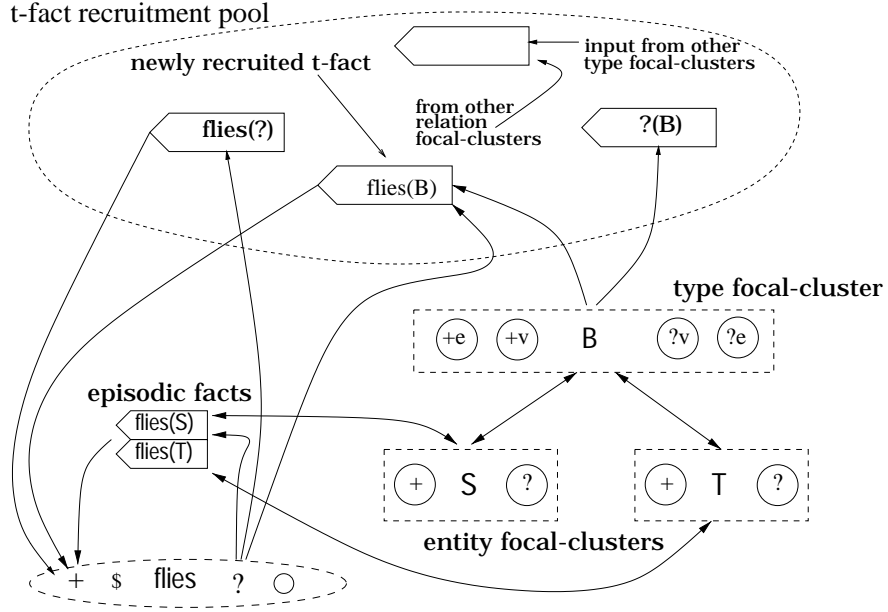 t-fact recruitment pool
newly recruited t-fact
input from other
type focal-clusters
from other
relation
focal-clusters
flies(?)
?(B)
flies(B)
type focal-cluster
+e +v B ?v ?e
episodic facts
flies(S)
flies(T)
+ S ?
+ T ?
entity focal-clusters
+ $ flies ?